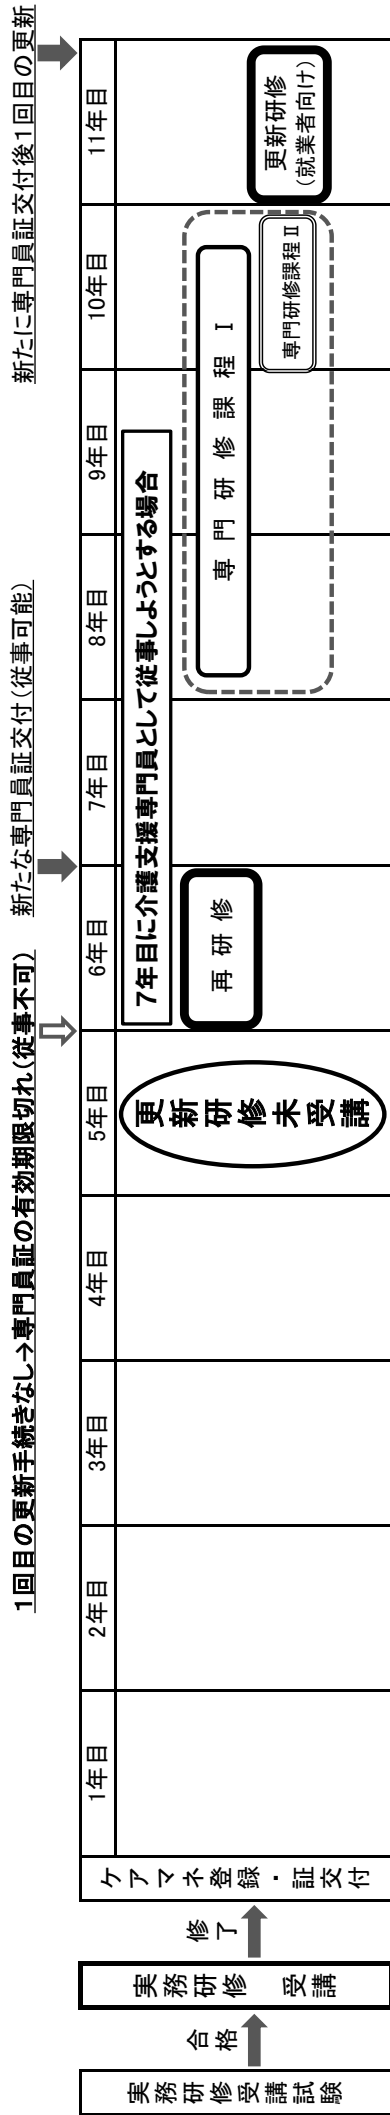 1回目の更新手続きなし→専門員証の有効期限切れ(従事不可)
新たな専門員証交付(従事可能)
新たに専門員証交付後1回目の更新
実務研修受講試験
合格
実務研修 受講
修了
ケアマネ登録・証交付
1年目
2年目
3年目
4年目
5年目
6年目
7年目
8年目
9年目
10年目
11年目
更新研修未受講
7年目に介護支援専門員として従事しようとする場合
再研修
専門研修課程Ⅰ
専門研修課程Ⅱ
更新研修
(就業者向け)